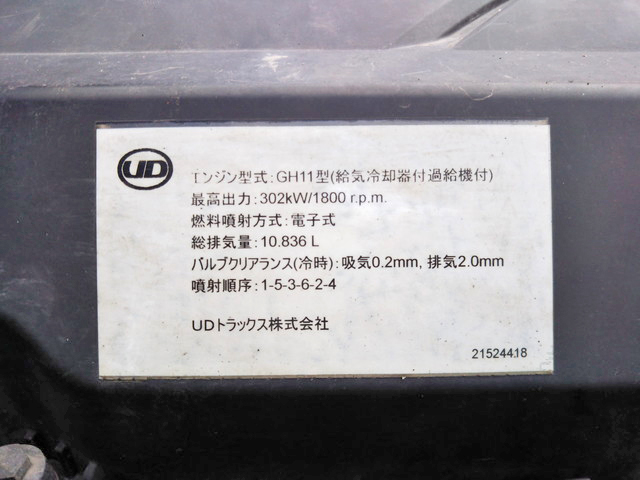 UD
エンジン型式:GH11型(給気冷却器付過給機付)
最高出力:302kW/1800 r.p.m.
燃料噴射方式:電子式
総排気量:10.836 L
バルブクリアランス(冷時):吸気0.2mm, 排気2.0mm
噴射順序:1-5-3-6-2-4
UDトラックス株式会社
21524418